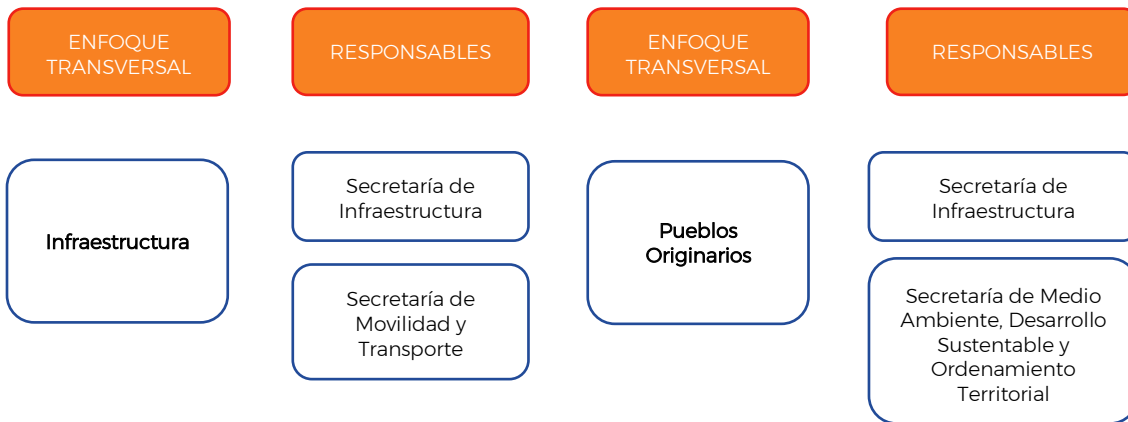 ENFOQUE
TRANSVERSAL
RESPONSABLES
ENFOQUE
TRANSVERSAL
RESPONSABLES
Infraestructura
Secretaría de
Infraestructura
Secretaría de
Movilidad y
Transporte
Pueblos
Originarios
Secretaría de
Infraestructura
Secretaría de Medio
Ambiente, Desarrollo
Sustentable y
Ordenamiento
Territorial